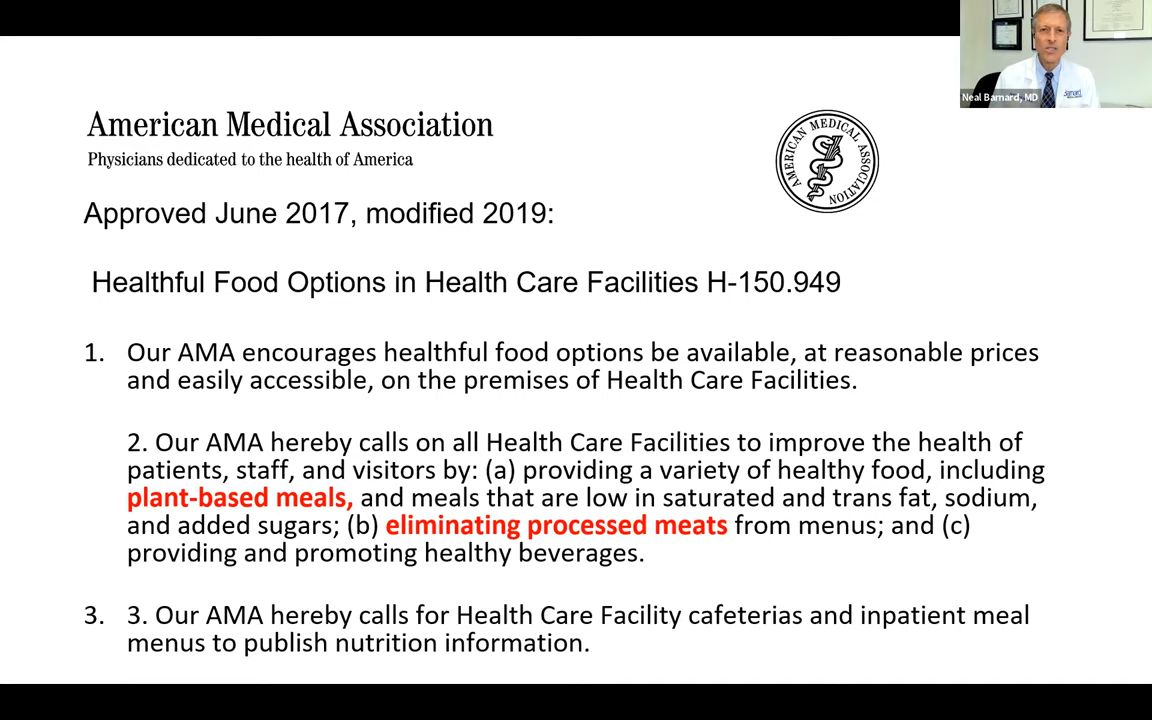 Neal Barnard, MD
American Medical Association
Physicians dedicated to the health of America
AMERICAN MEDICAL ASSOCIATION
Approved June 2017, modified 2019:
Healthful Food Options in Health Care Facilities H-150.949
1. Our AMA encourages healthful food options be available, at reasonable prices
and easily accessible, on the premises of Health Care Facilities.
2. Our AMA hereby calls on all Health Care Facilities to improve the health of
patients, staff, and visitors by: (a) providing a variety of healthy food, including
plant-based meals, and meals that are low in saturated and trans fat, sodium,
and added sugars; (b) eliminating processed meats from menus; and (c)
providing and promoting healthy beverages.
3. 3. Our AMA hereby calls for Health Care Facility cafeterias and inpatient meal
menus to publish nutrition information.